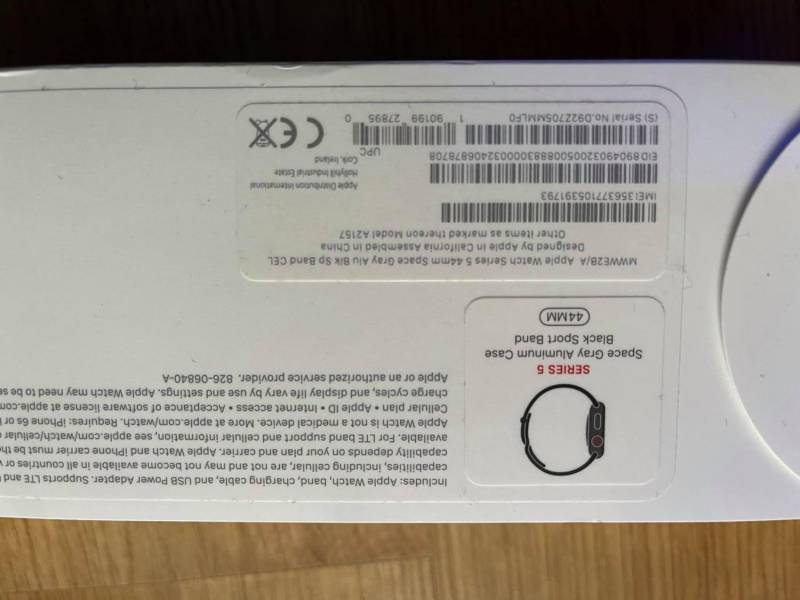 Includes: Apple Watch, band, charging cable, and USB Power Adapter. Supports LTE and
capabilities, including cellular, are not and may not become available in all countries or
capability depends on your plan and carrier. Apple Watch and iPhone carrier must be the
available. For LTE band support and cellular information, see apple.com/watch/cellular
Apple Watch is not a medical device. More at apple.com/watch. Requires: iPhone 6s or
Cellular plan • Apple ID • Internet access • Acceptance of software license at apple.com
charge cycles, and display life vary by use and settings. Apple Watch may need to be
Apple or an authorized service provider. 826-06840-A
SERIES 5
Space Gray Aluminum Case
Black Sport Band
44MM
MWWE2B/A Apple Watch Series 5 44mm Space Gray Alu Blk Sp Band CEL
Designed by Apple in California Assembled in China
Other items as marked thereon Model A2157
IMEI 356377105391793
EID 89049032005008883000032406878708
(S) Serial No. D92Z705MMLF0
Apple Distribution International
Hollyhill Industrial Estate
Cork, Ireland
UPC
1 90199 27895 0
CE